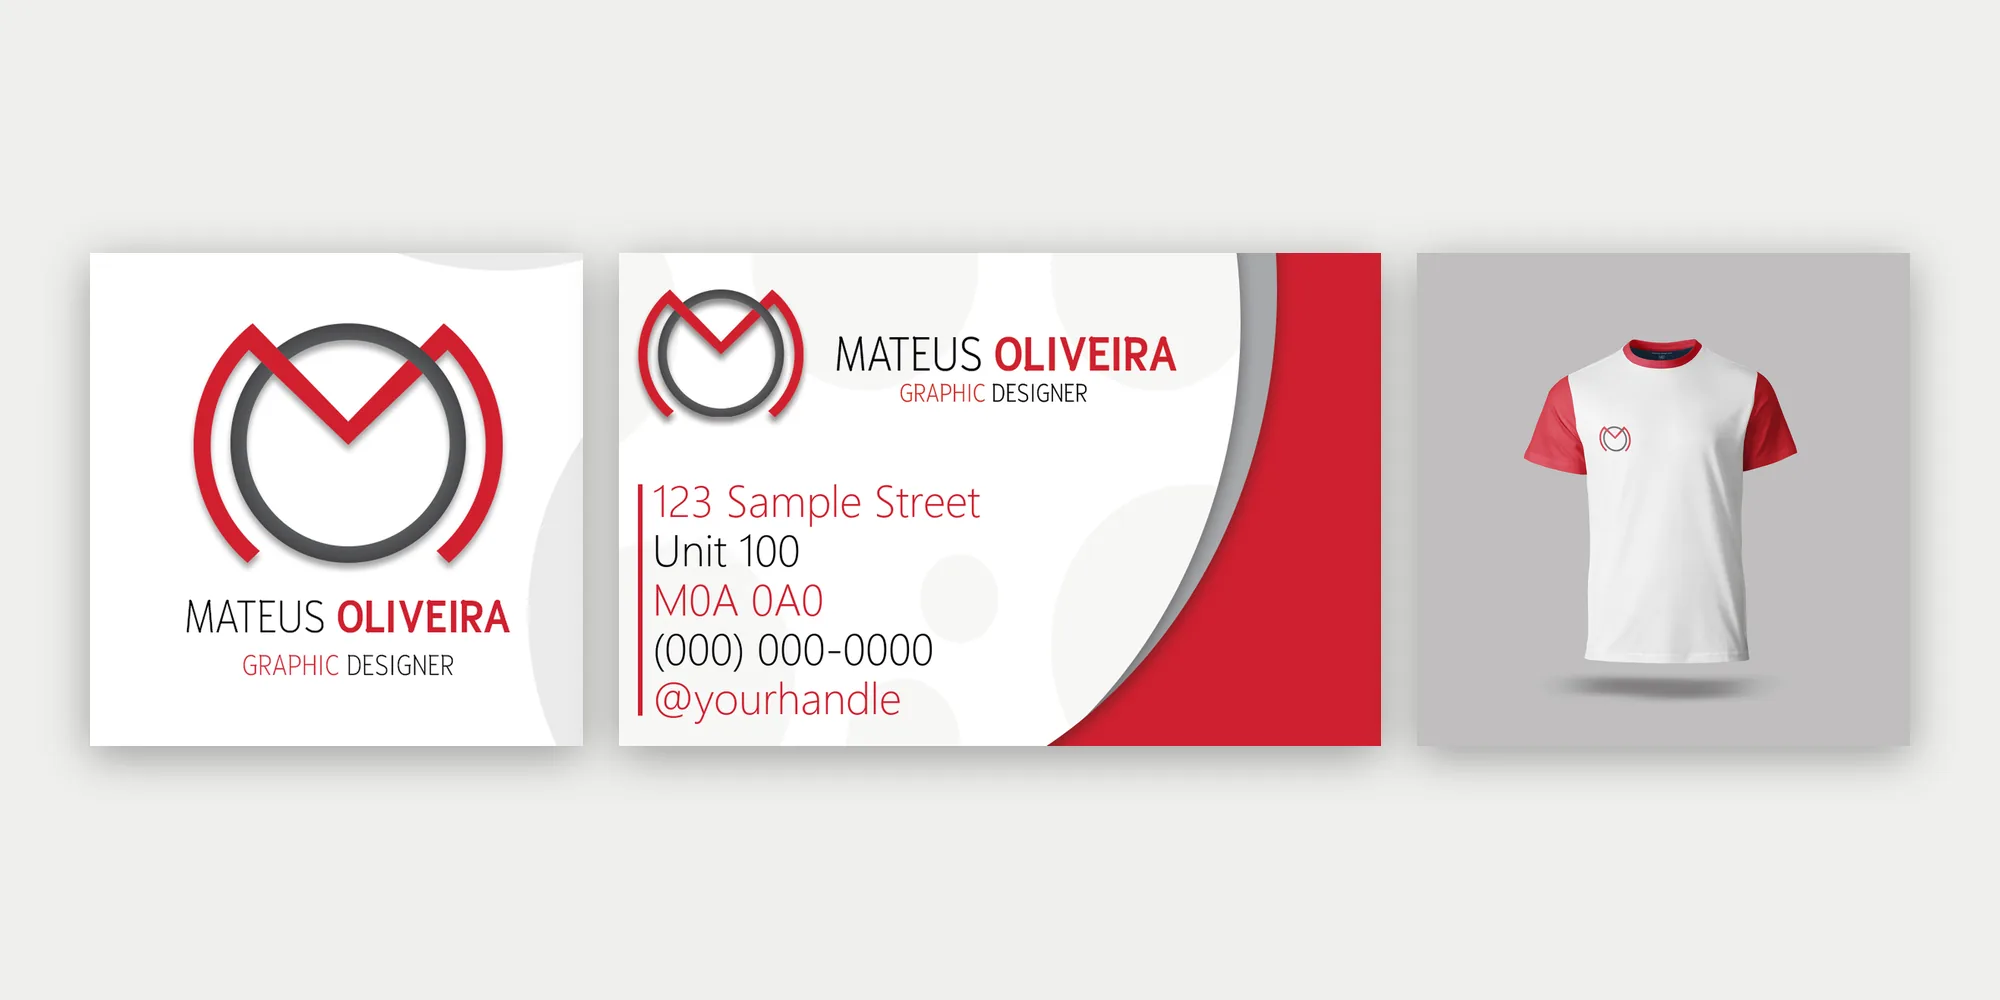 MATEUS OLIVEIRA
GRAPHIC DESIGNER
MATEUS OLIVEIRA
GRAPHIC DESIGNER
123 Sample Street
Unit 100
M0A 0A0
(000) 000-0000
@yourhandle